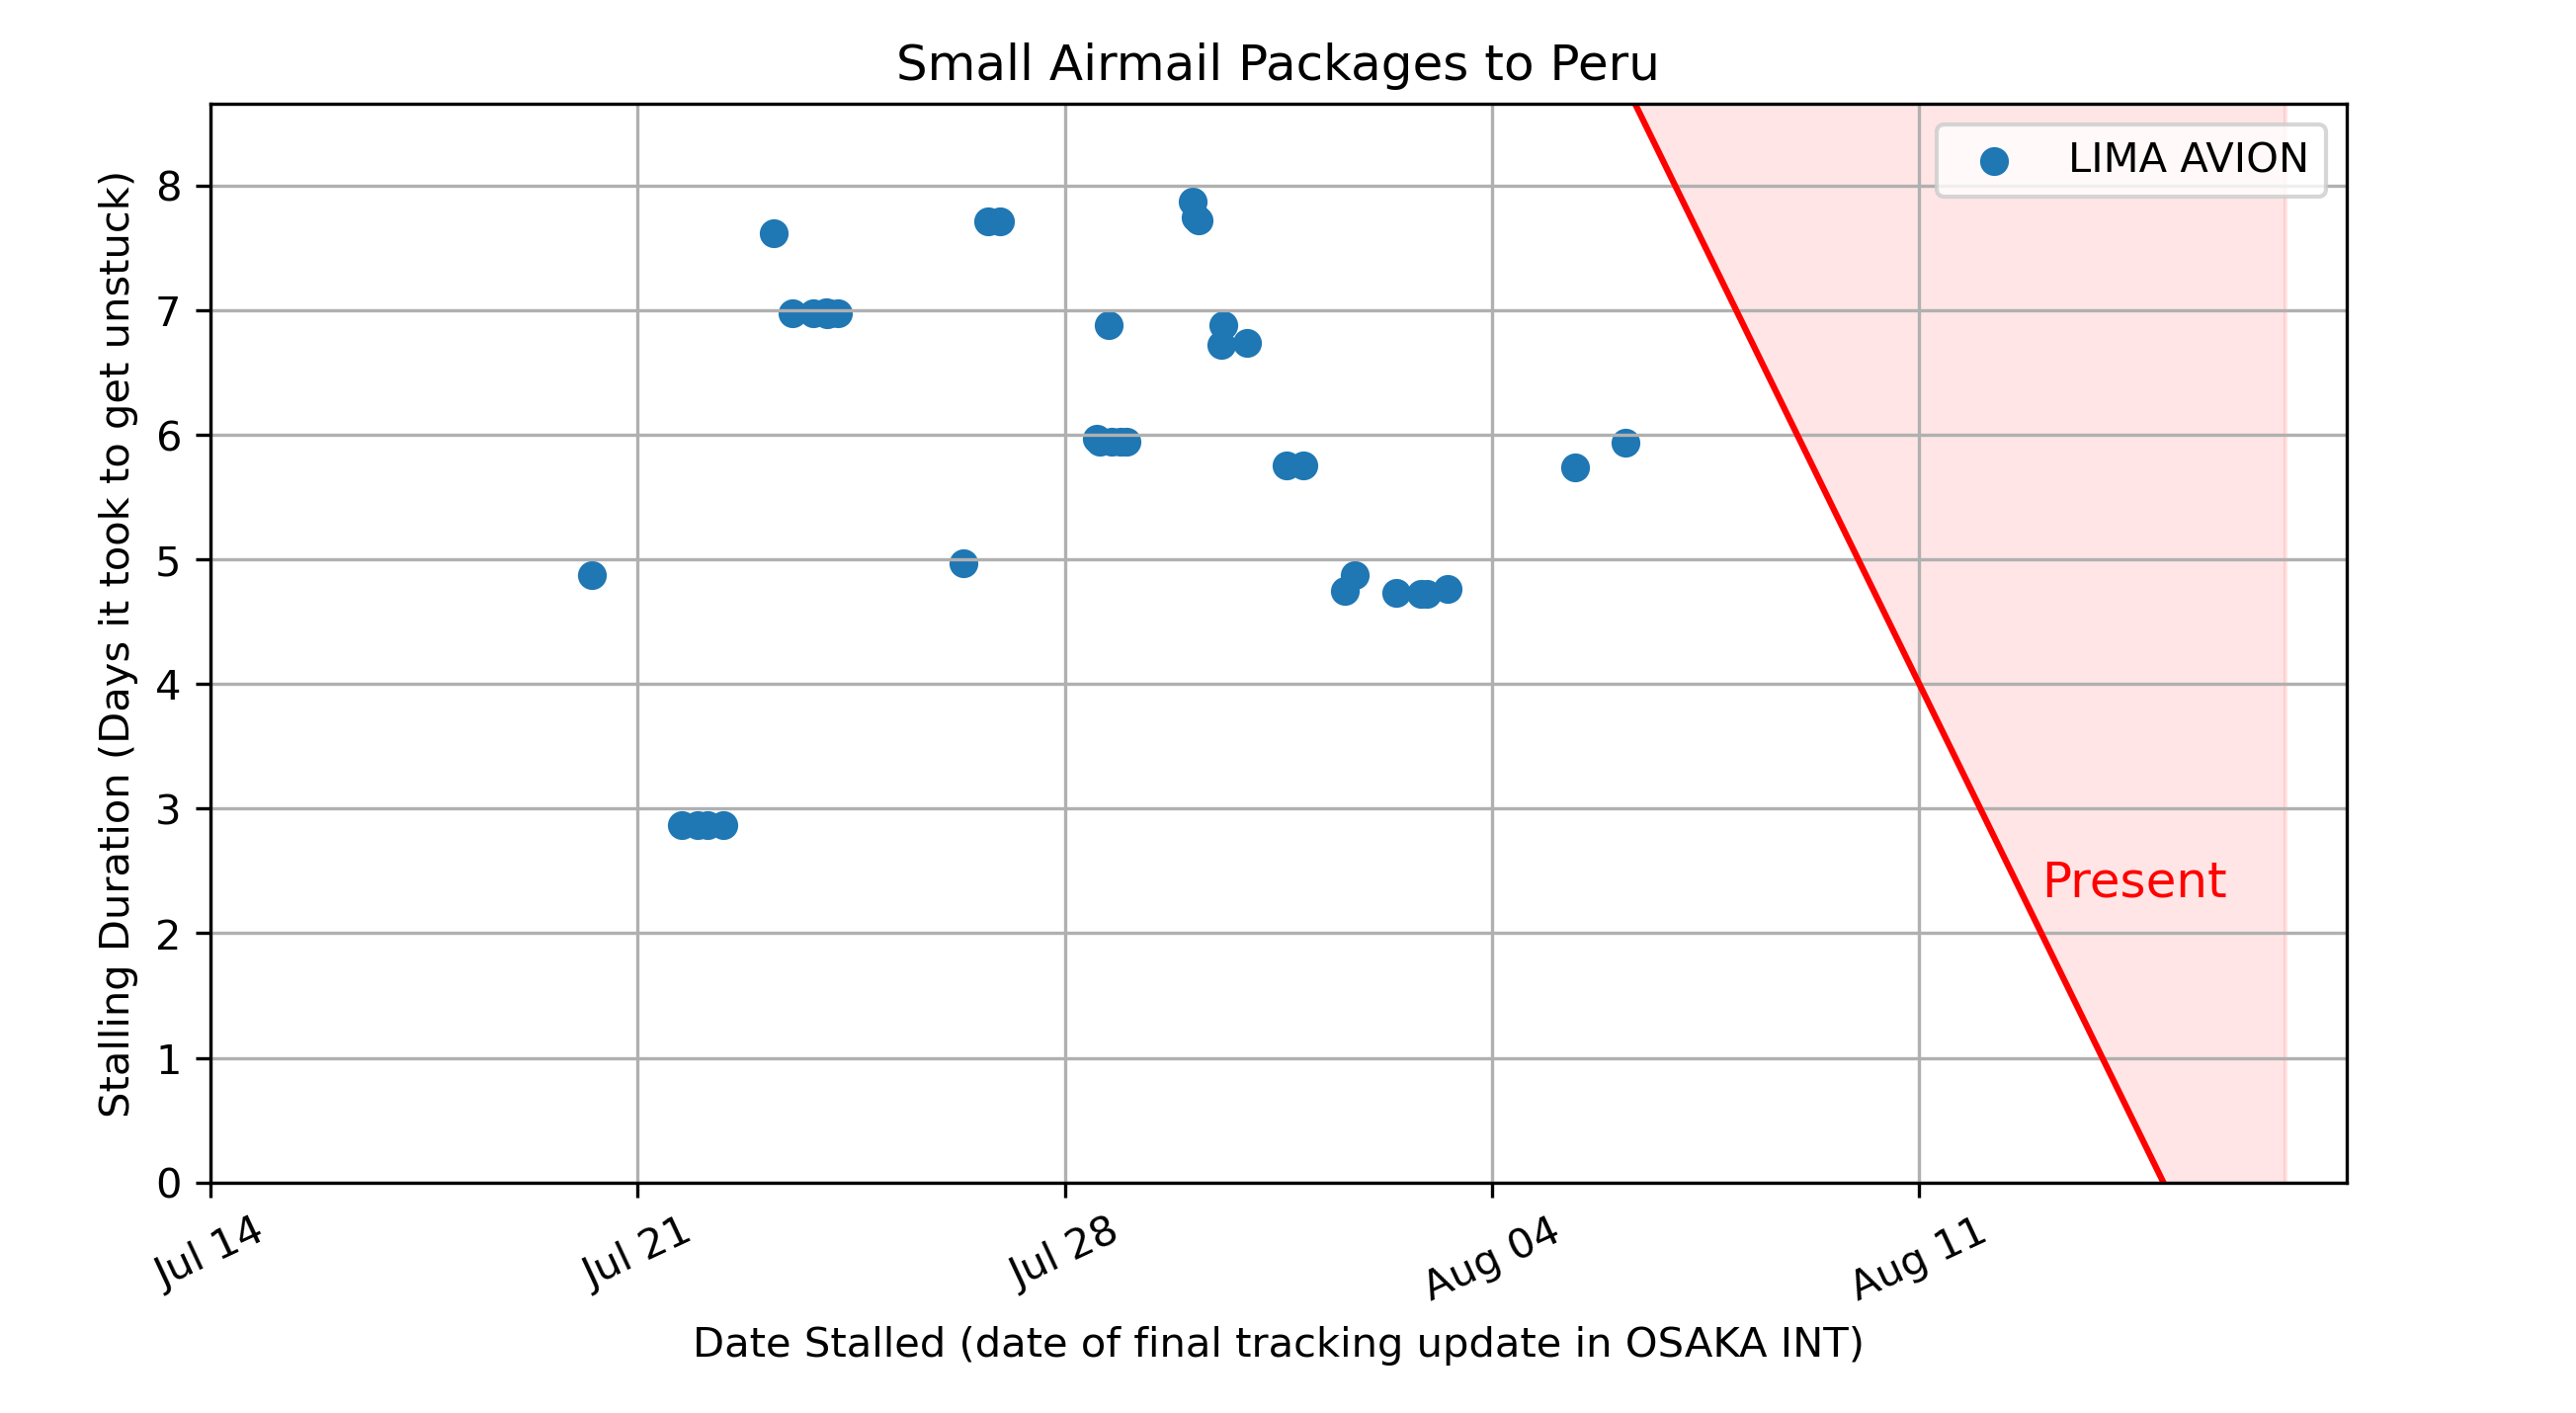 Small Airmail Packages to Peru
LIMA AVION
Stalling Duration (Days it took to get unstuck)
8
7
6
5
4
3
2
1
0
Present
Jul 14
Jul 21
Jul 28
Aug 04
Aug 11
Date Stalled (date of final tracking update in OSAKA INT)